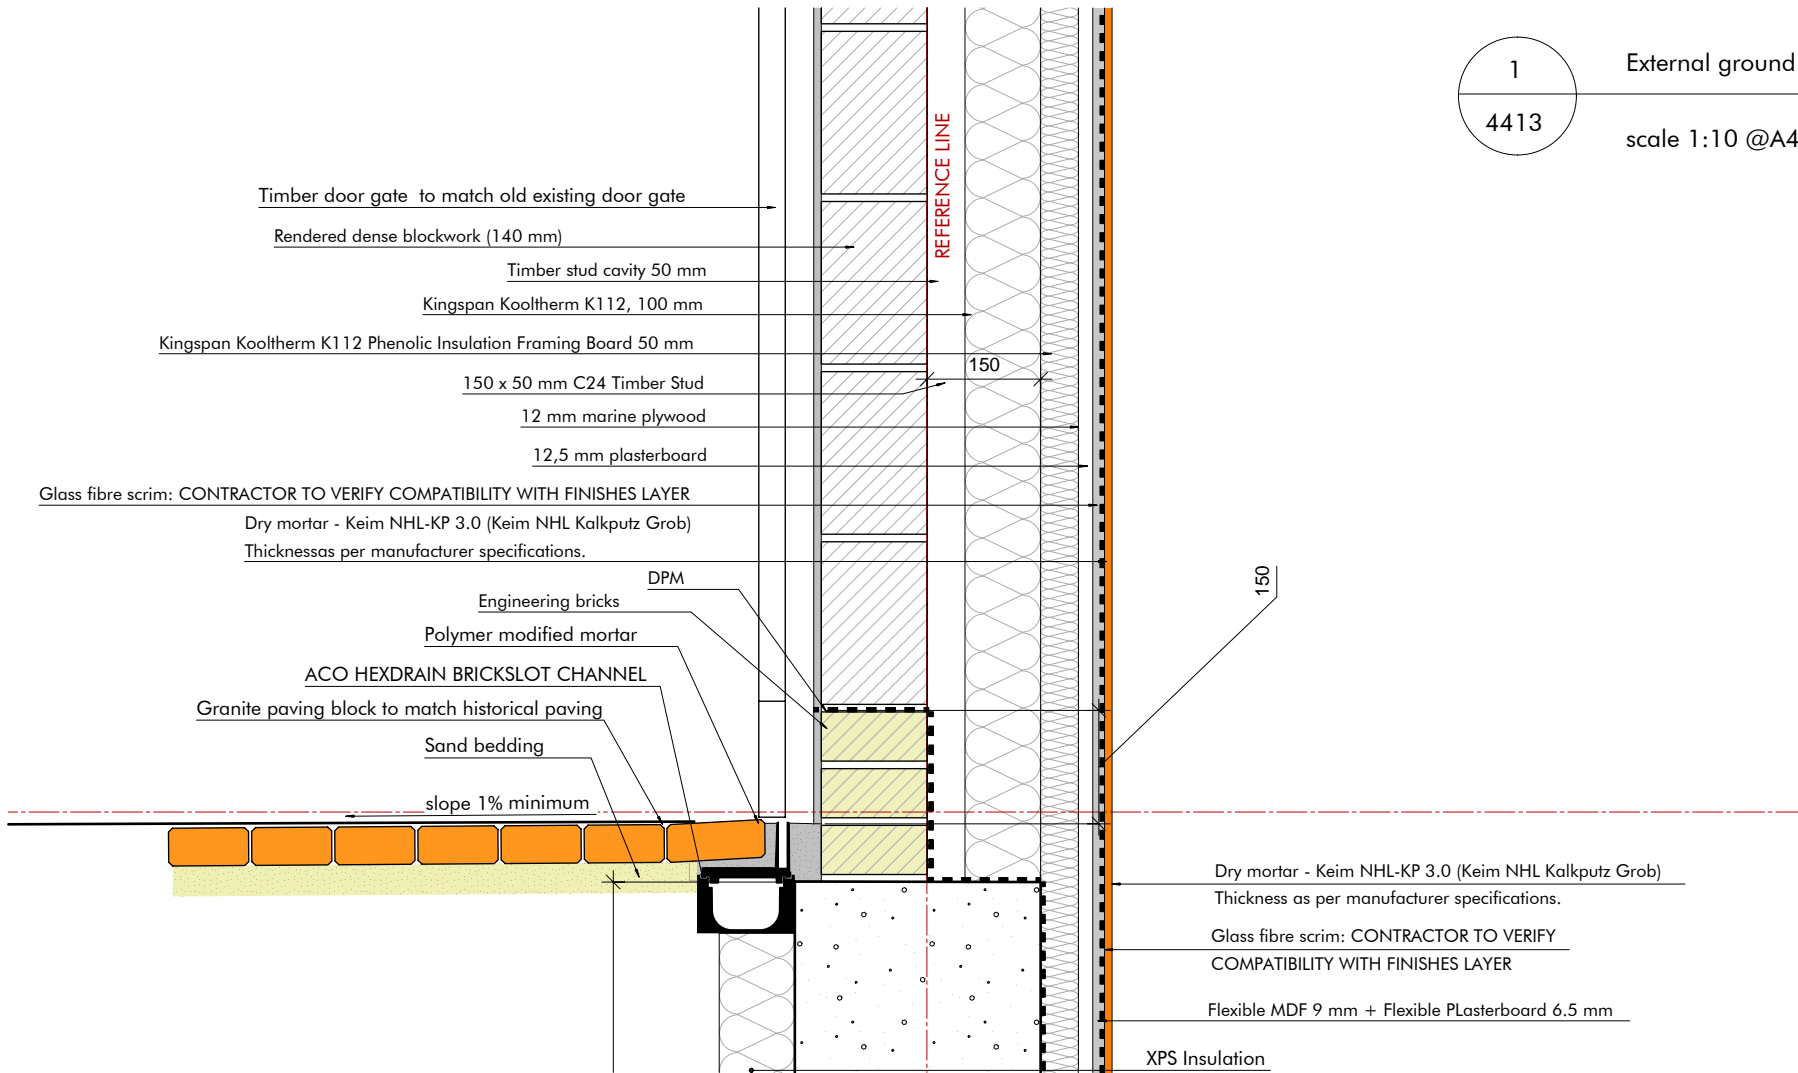 1
External ground
4413
scale 1:10 @A4
REFERENCE LINE
Timber door gate to match old existing door gate
Rendered dense blockwork (140 mm)
Timber stud cavity 50 mm
Kingspan Kooltherm K112, 100 mm
Kingspan Kooltherm K112 Phenolic Insulation Framing Board 50 mm
150
150 x 50 mm C24 Timber Stud
12 mm marine plywood
12,5 mm plasterboard
Glass fibre scrim: CONTRACTOR TO VERIFY COMPATIBILITY WITH FINISHES LAYER
Dry mortar - Keim NHL-KP 3.0 (Keim NHL Kalkputz Grob)
Thicknessas per manufacturer specifications.
DPM
150
Engineering bricks
Polymer modified mortar
ACO HEXDRAIN BRICKSLOT CHANNEL
Granite paving block to match historical paving
Sand bedding
slope 1% minimum
Dry mortar - Keim NHL-KP 3.0 (Keim NHL Kalkputz Grob)
Thickness as per manufacturer specifications.
Glass fibre scrim: CONTRACTOR TO VERIFY
COMPATIBILITY WITH FINISHES LAYER
Flexible MDF 9 mm + Flexible PLasterboard 6.5 mm
XPS Insulation